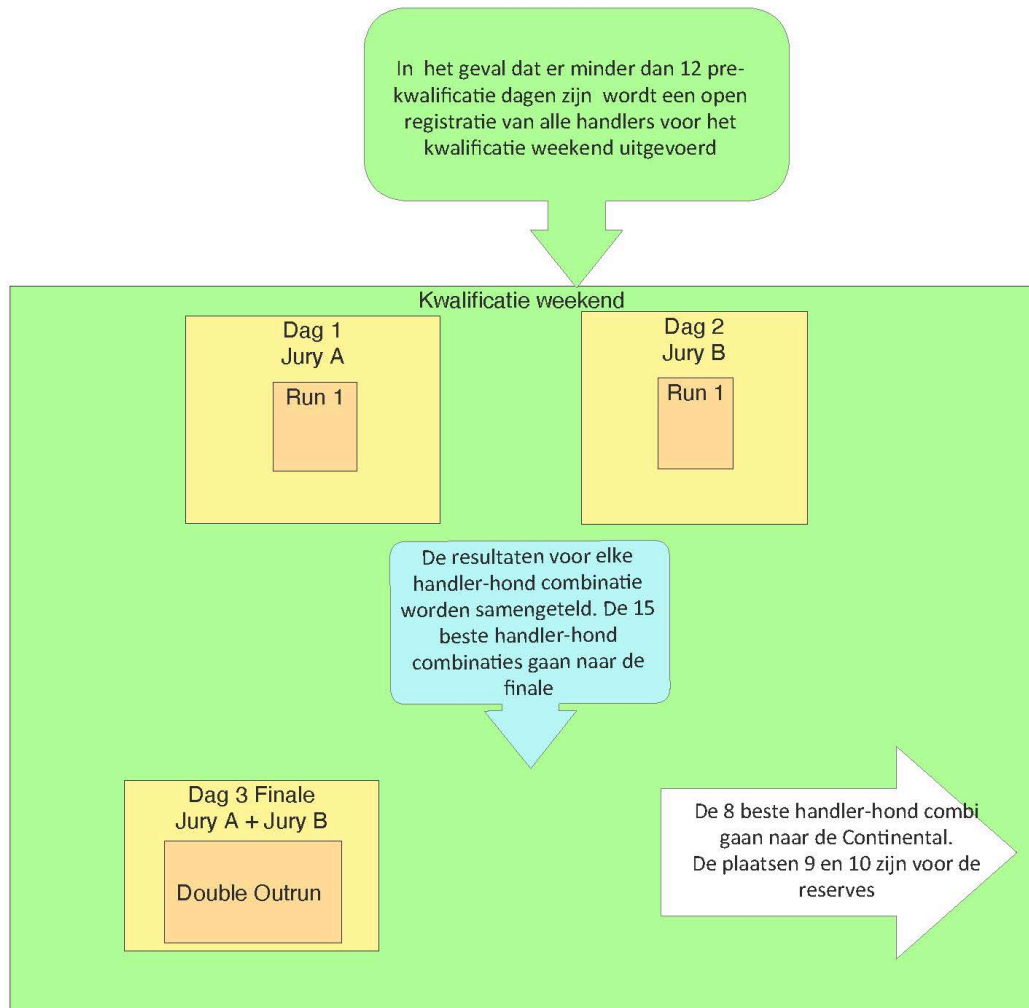 In het geval dat er minder dan 12 pre-
kwalificatie dagen zijn wordt een open
registratie van alle handlers voor het
kwalificatie weekend uitgevoerd
Kwalificatie weekend
Dag 1
Jury A
Run 1
Dag 2
Jury B
Run 1
De resultaten voor elke
handler-hond combinatie
worden samengeteld. De 15
beste handler-hond
combinaties gaan naar de
finale
Dag 3 Finale
Jury A + Jury B
Double Outrun
De 8 beste handler-hond combi
gaan naar de Continental.
De plaatsen 9 en 10 zijn voor de
reserves